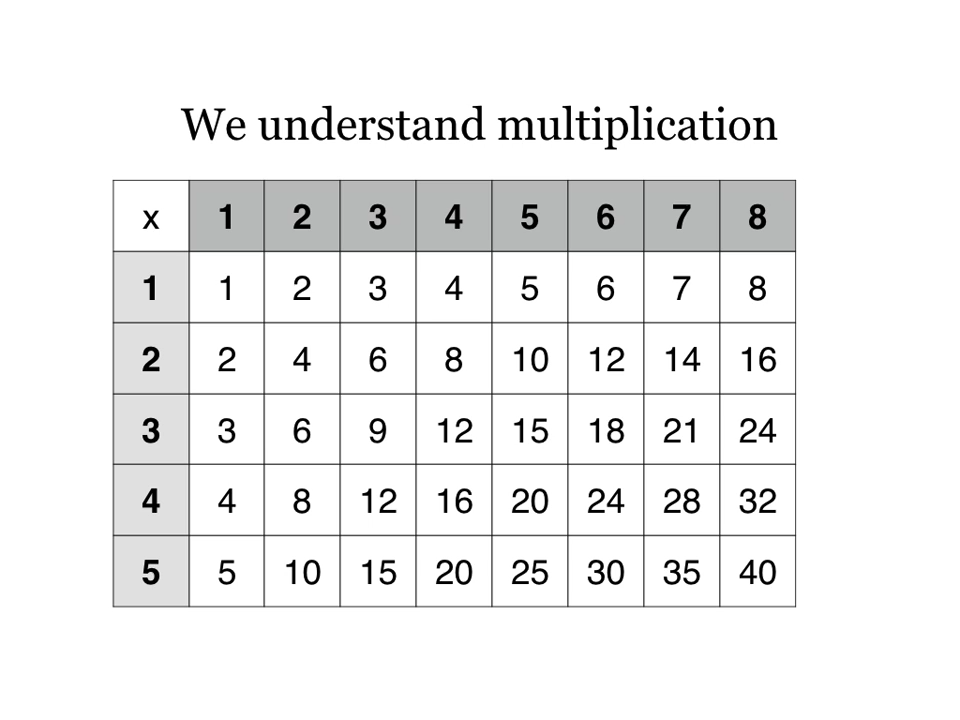 We understand multiplication
x 1 2 3 4 5 6 7 8
1 1 2 3 4 5 6 7 8
2 2 4 6 8 10 12 14 16
3 3 6 9 12 15 18 21 24
4 4 8 12 16 20 24 28 32
5 5 10 15 20 25 30 35 40